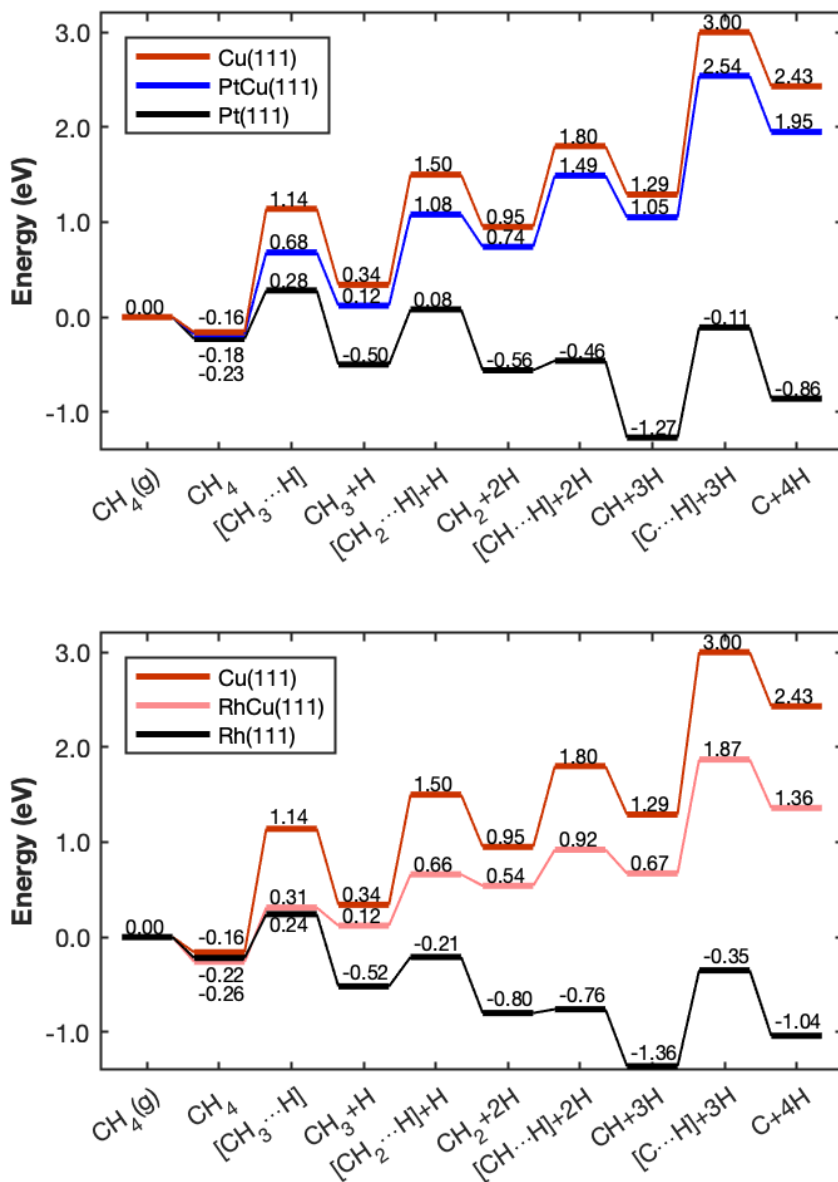 3.0
2.0
1.0
0.0
-1.0
Energy (eV)
Cu(111)
PtCu(111)
Pt(111)
0.00
-0.16
-0.18
-0.23
1.14
0.68
0.28
0.34
0.12
-0.50
1.50
1.08
0.08
0.95
0.74
-0.56
1.80
1.49
-0.46
1.29
1.05
-1.27
3.00
2.54
-0.11
2.43
1.95
-0.86
CH₄(g)
CH₄
[CH₃···H]
CH₃+H
[CH₂···H]+H
CH₂+2H
[CH···H]+2H
CH+3H
[C···H]+3H
C+4H
3.0
2.0
1.0
0.0
-1.0
Energy (eV)
Cu(111)
RhCu(111)
Rh(111)
0.00
-0.16
-0.22
-0.26
1.14
0.31
0.24
0.34
0.12
-0.52
1.50
0.66
-0.21
0.95
0.54
-0.80
1.80
0.92
-0.76
1.29
0.67
-1.36
3.00
1.87
-0.35
2.43
1.36
-1.04
CH₄(g)
CH₄
[CH₃···H]
CH₃+H
[CH₂···H]+H
CH₂+2H
[CH···H]+2H
CH+3H
[C···H]+3H
C+4H